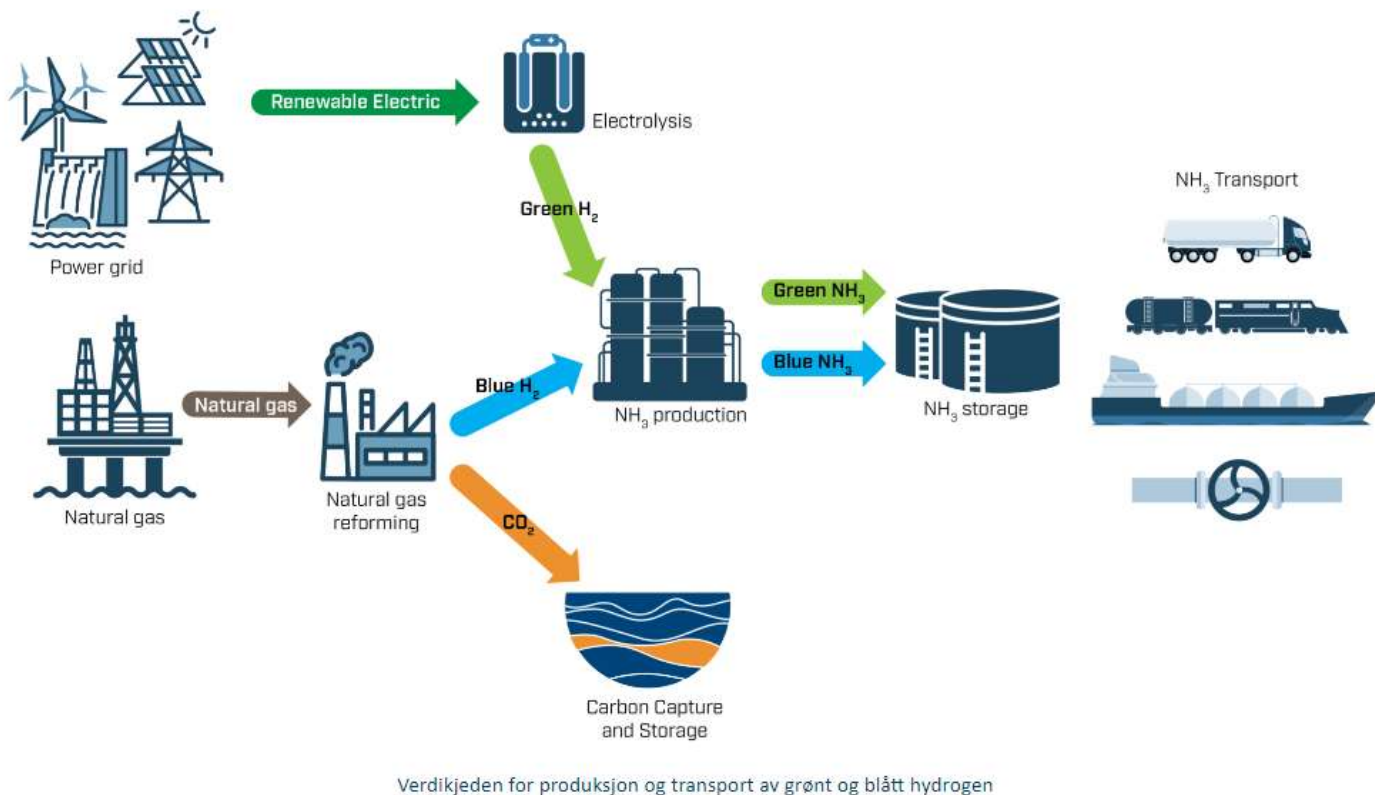 Renewable Electric
Electrolysis
Power grid
Green H₂
NH₃ Transport
Green NH₃
Blue NH₃
Natural gas
Blue H₂
NH₃ production
NH₃ storage
Natural gas
Natural gas
reforming
CO₂
Carbon Capture
and Storage
Verdikjeden for produksjon og transport av grønt og blått hydrogen